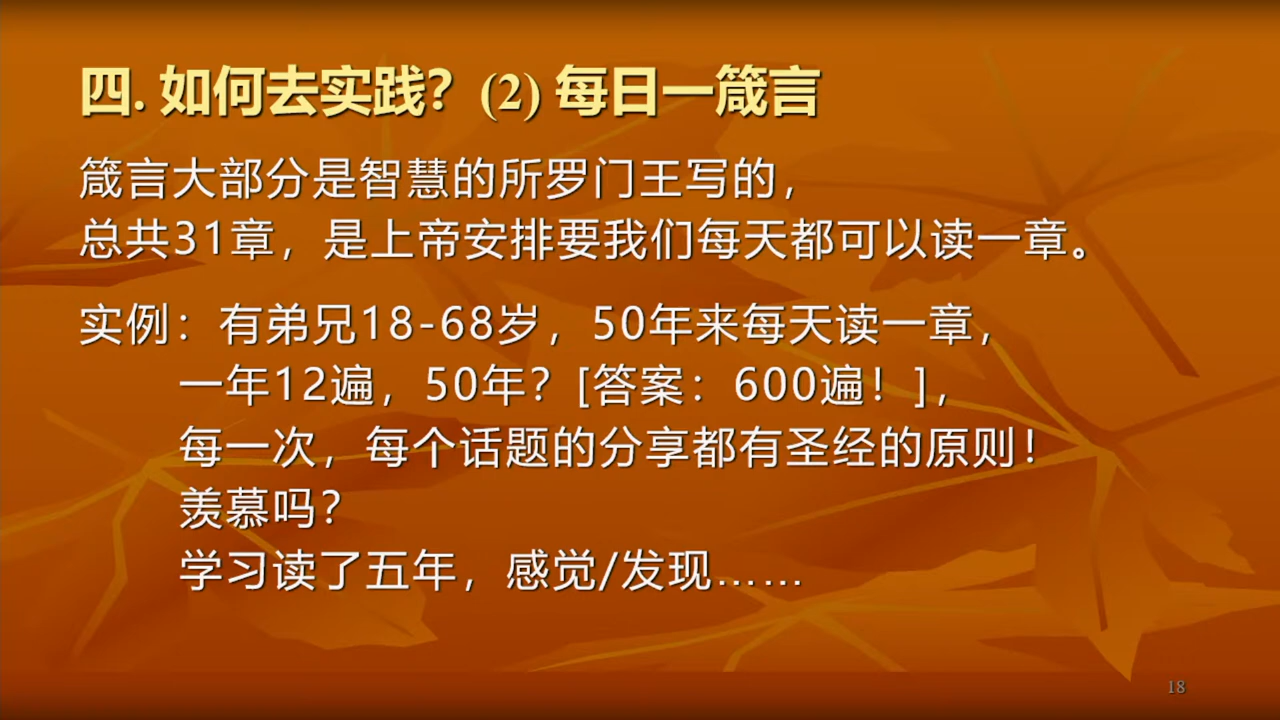 四. 如何去实践？(2) 每日一箴言
箴言大部分是智慧的所罗门王写的，
总共31章，是上帝安排要我们每天都可以读一章。
实例：有弟兄18-68岁，50年来每天读一章，
一年12遍，50年？[答案：600遍！]，
每一次，每个话题的分享都有圣经的原则！
羡慕吗？
学习读了五年，感觉/发现……
18